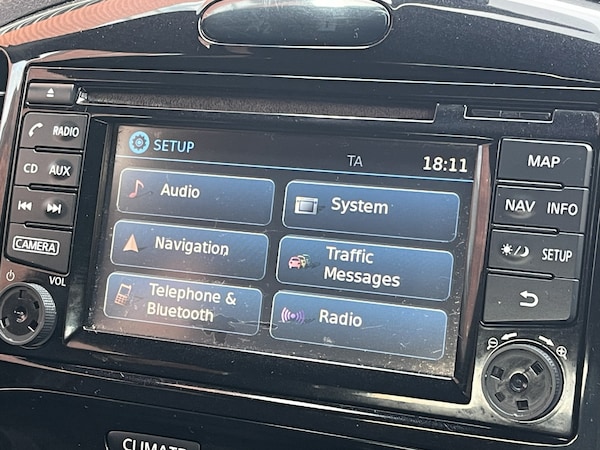 SETUP
TA
18:11
Audio
System
Navigation
Traffic
Messages
Telephone &
Bluetooth
Radio
RADIO
CD
AUX
CAMERA
VOL
MAP
NAV
INFO
SETUP